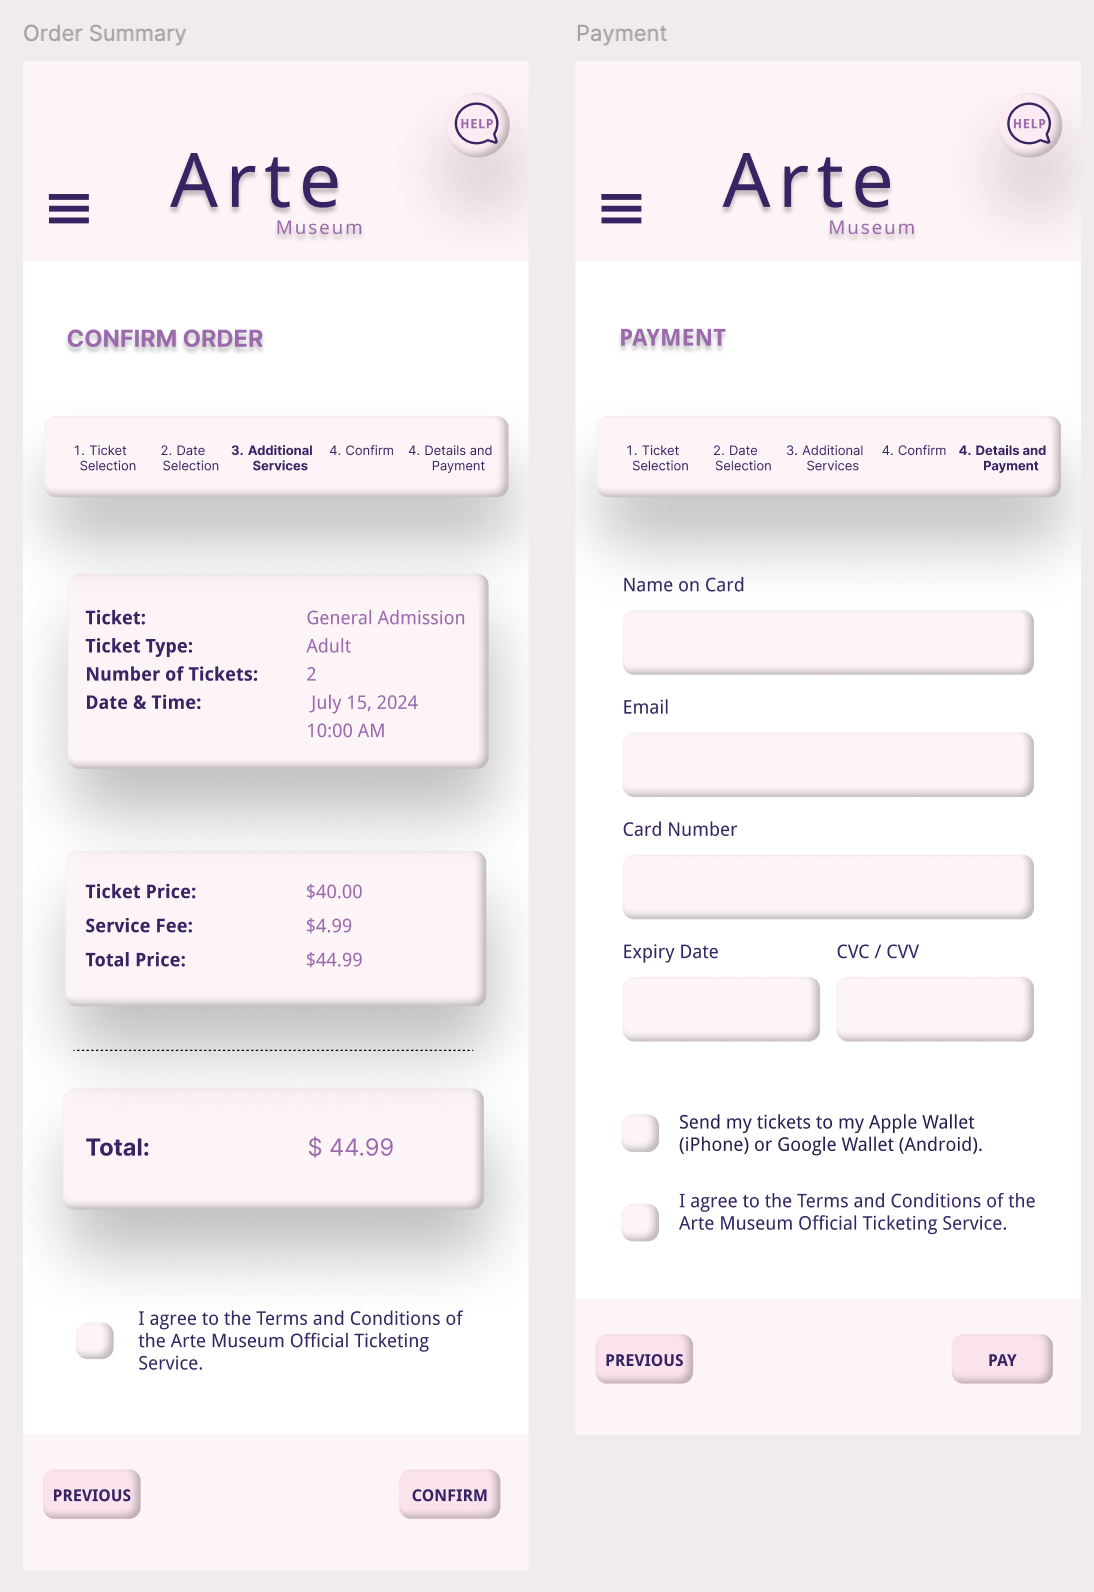 Order Summary
HELP
Arte
Museum
CONFIRM ORDER
1. Ticket Selection
2. Date Selection
3. Additional Services
4. Confirm
4. Details and Payment
Ticket: General Admission
Ticket Type: Adult
Number of Tickets: 2
Date & Time: July 15, 2024
10:00 AM
Ticket Price: $40.00
Service Fee: $4.99
Total Price: $44.99
Total: $ 44.99
I agree to the Terms and Conditions of
the Arte Museum Official Ticketing
Service.
PREVIOUS
CONFIRM
Payment
HELP
Arte
Museum
PAYMENT
1. Ticket Selection
2. Date Selection
3. Additional Services
4. Confirm
4. Details and Payment
Name on Card
Email
Card Number
Expiry Date
CVC / CVV
Send my tickets to my Apple Wallet
(iPhone) or Google Wallet (Android).
I agree to the Terms and Conditions of the
Arte Museum Official Ticketing Service.
PREVIOUS
PAY